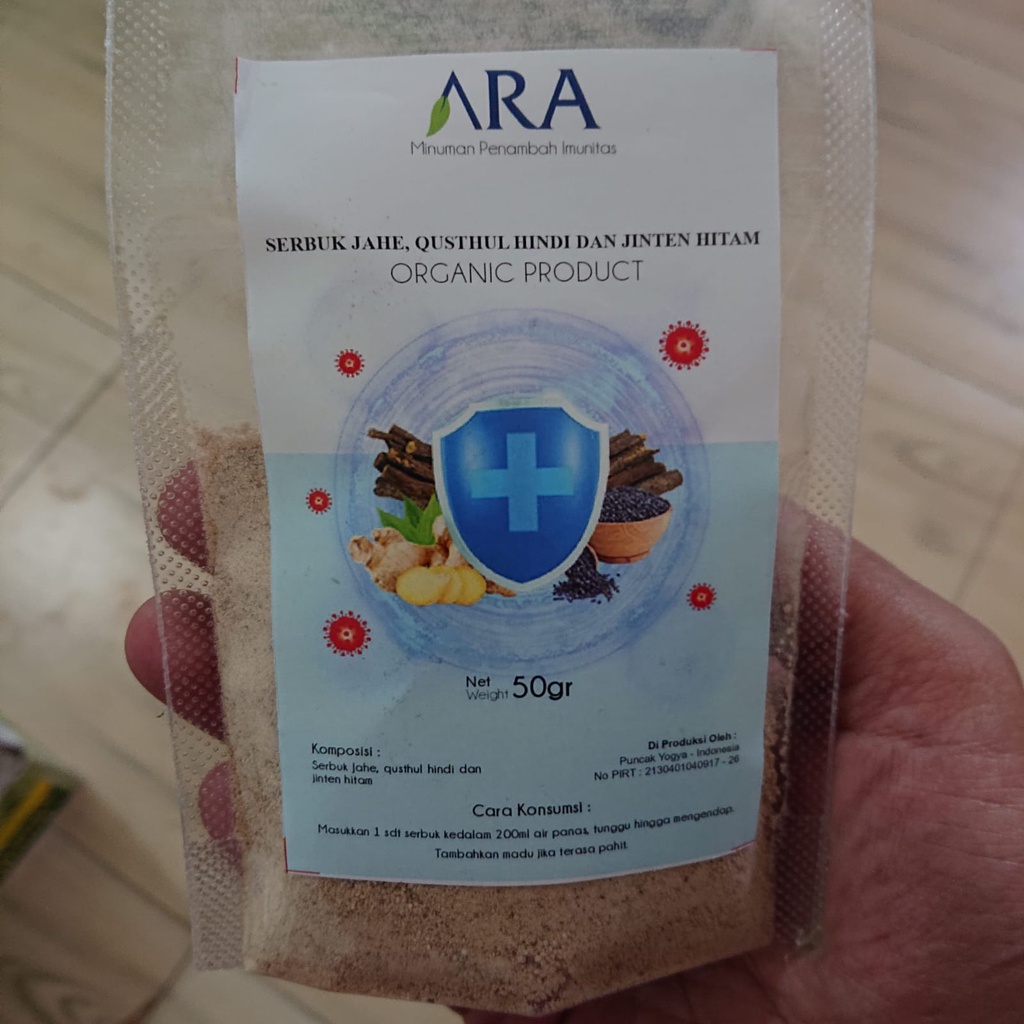 ARA
Minuman Penambah Imunitas
SERBUK JAHE, QUSTHUL HINDI DAN JINTEN HITAM
ORGANIC PRODUCT
Net
Weight 50gr
Komposisi :
Serbuk Jahe, qusthul hindi dan
jinten hitam
Di Produksi Oleh :
Puncak Yogya - Indonesia
No PIRT : 2130401040917 - 26
Cara Konsumsi :
Masukkan 1 sdt serbuk kedalam 200ml air panas, tunggu hingga mengendap.
Tambahkan madu jika terasa pahit.